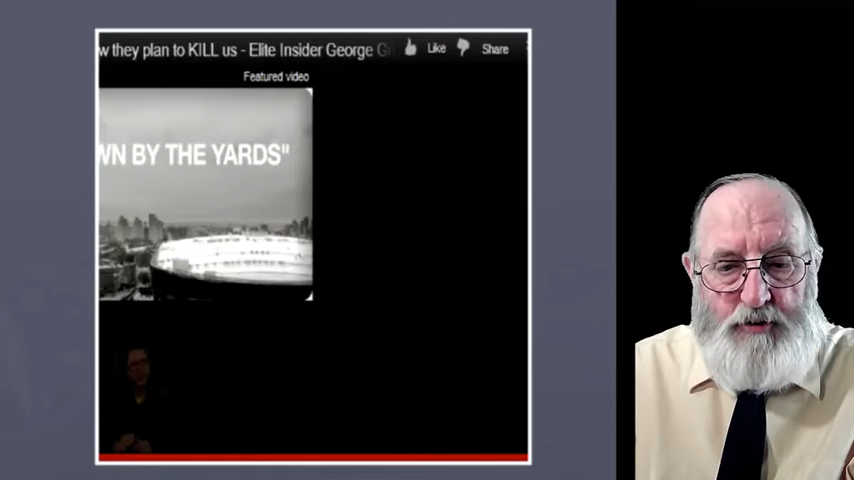 w they plan to KILL us - Elite Insider George G
Like
Share
Featured video
WN BY THE YARDS"